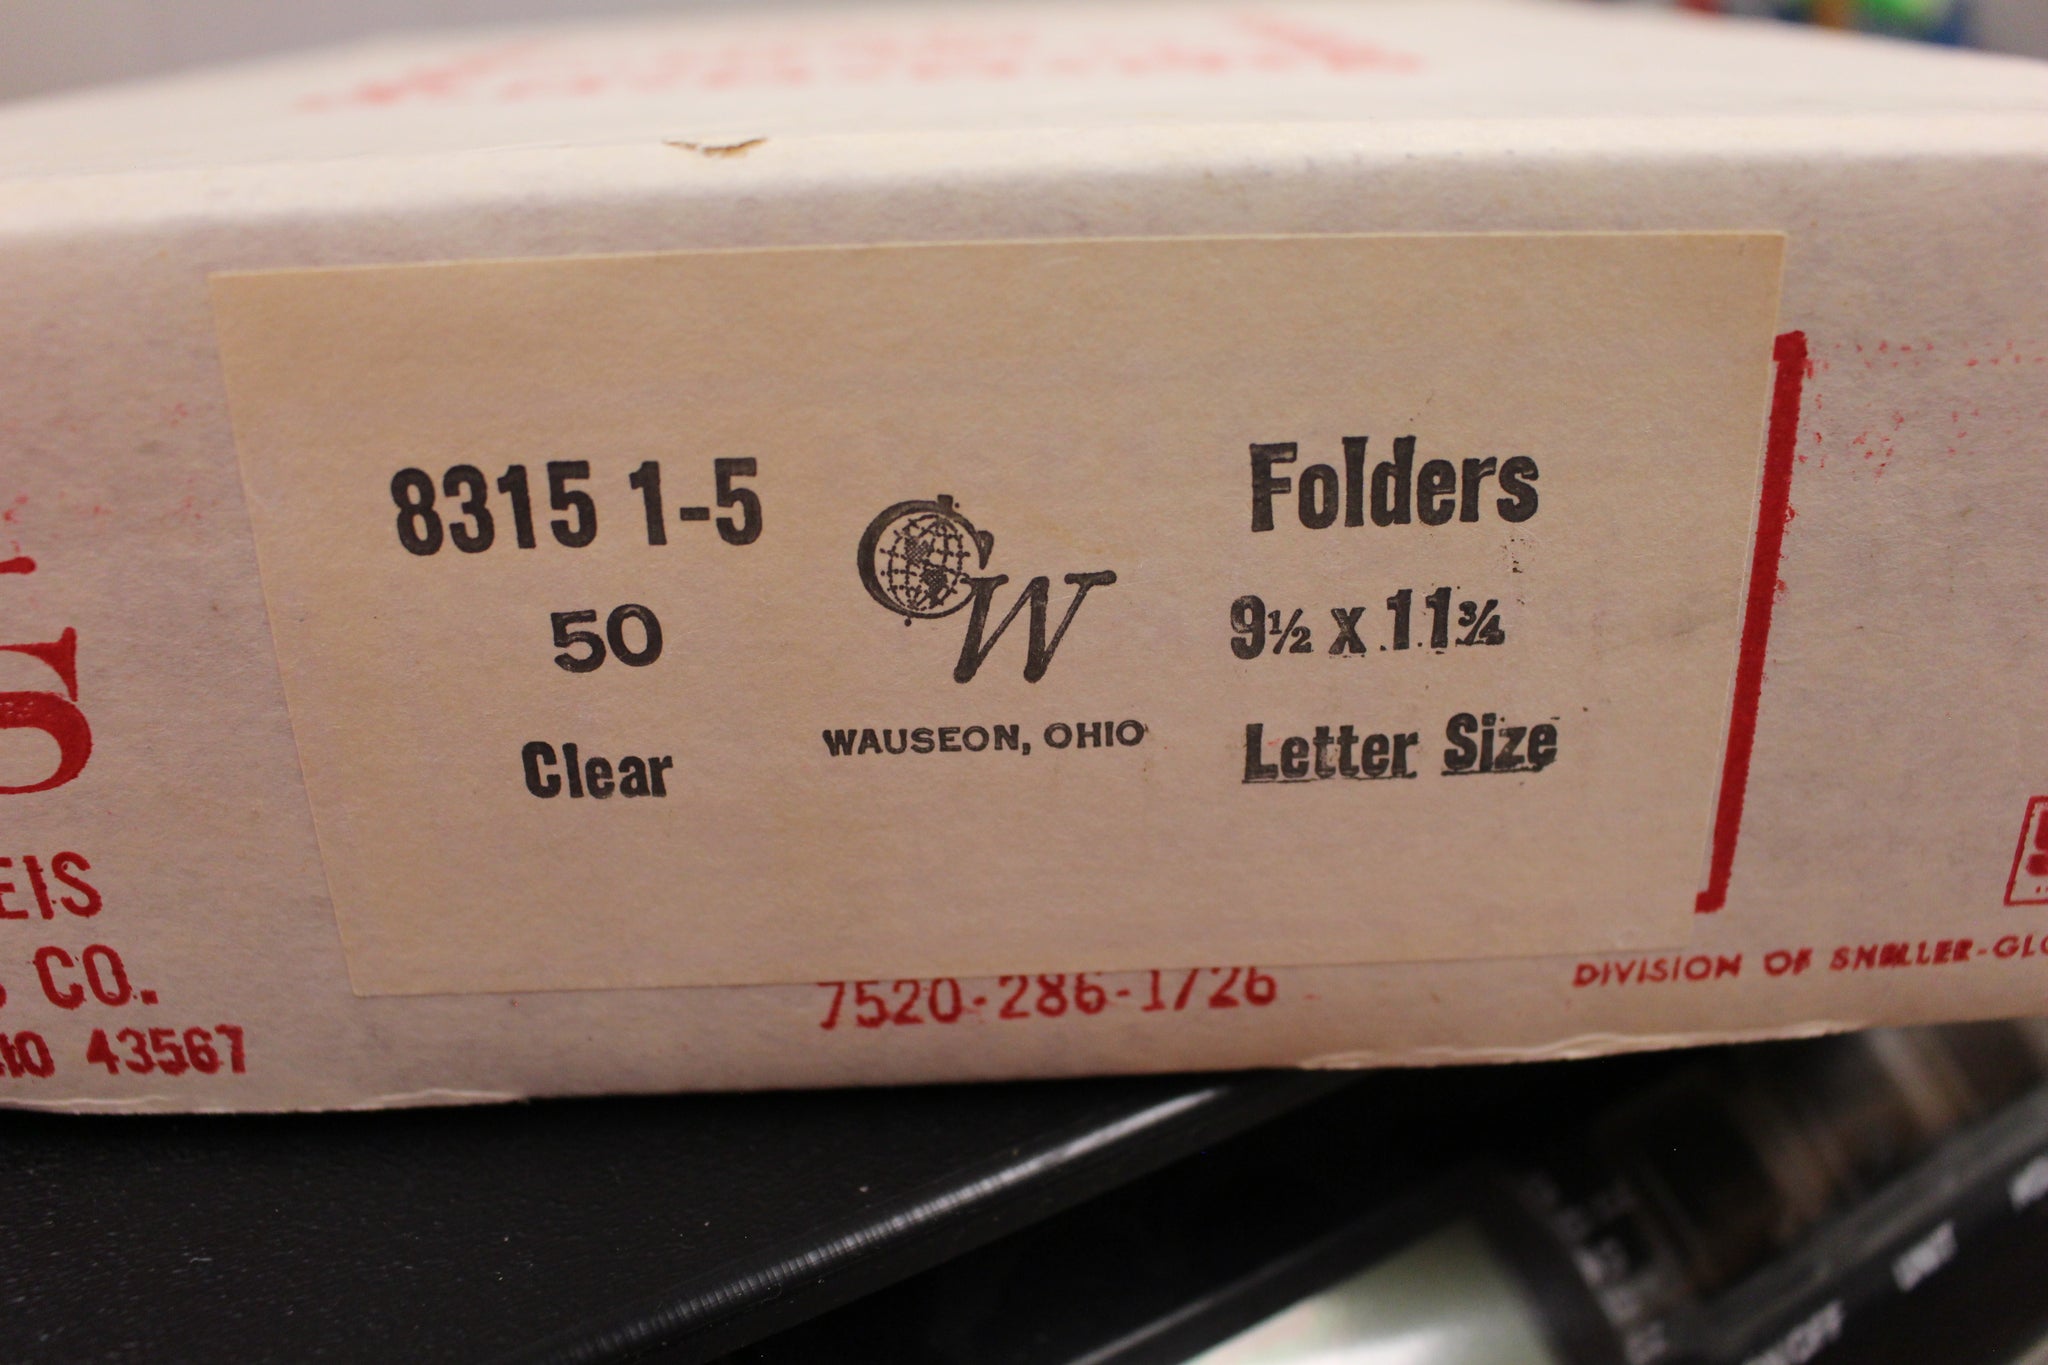 8315 1-5
50
Clear
CW
WAUSEON, OHIO
Folders
9½ x 11¾
Letter Size
EIS
CO.
43567
7520-286-1726
DIVISION OF SHELLER-GLO